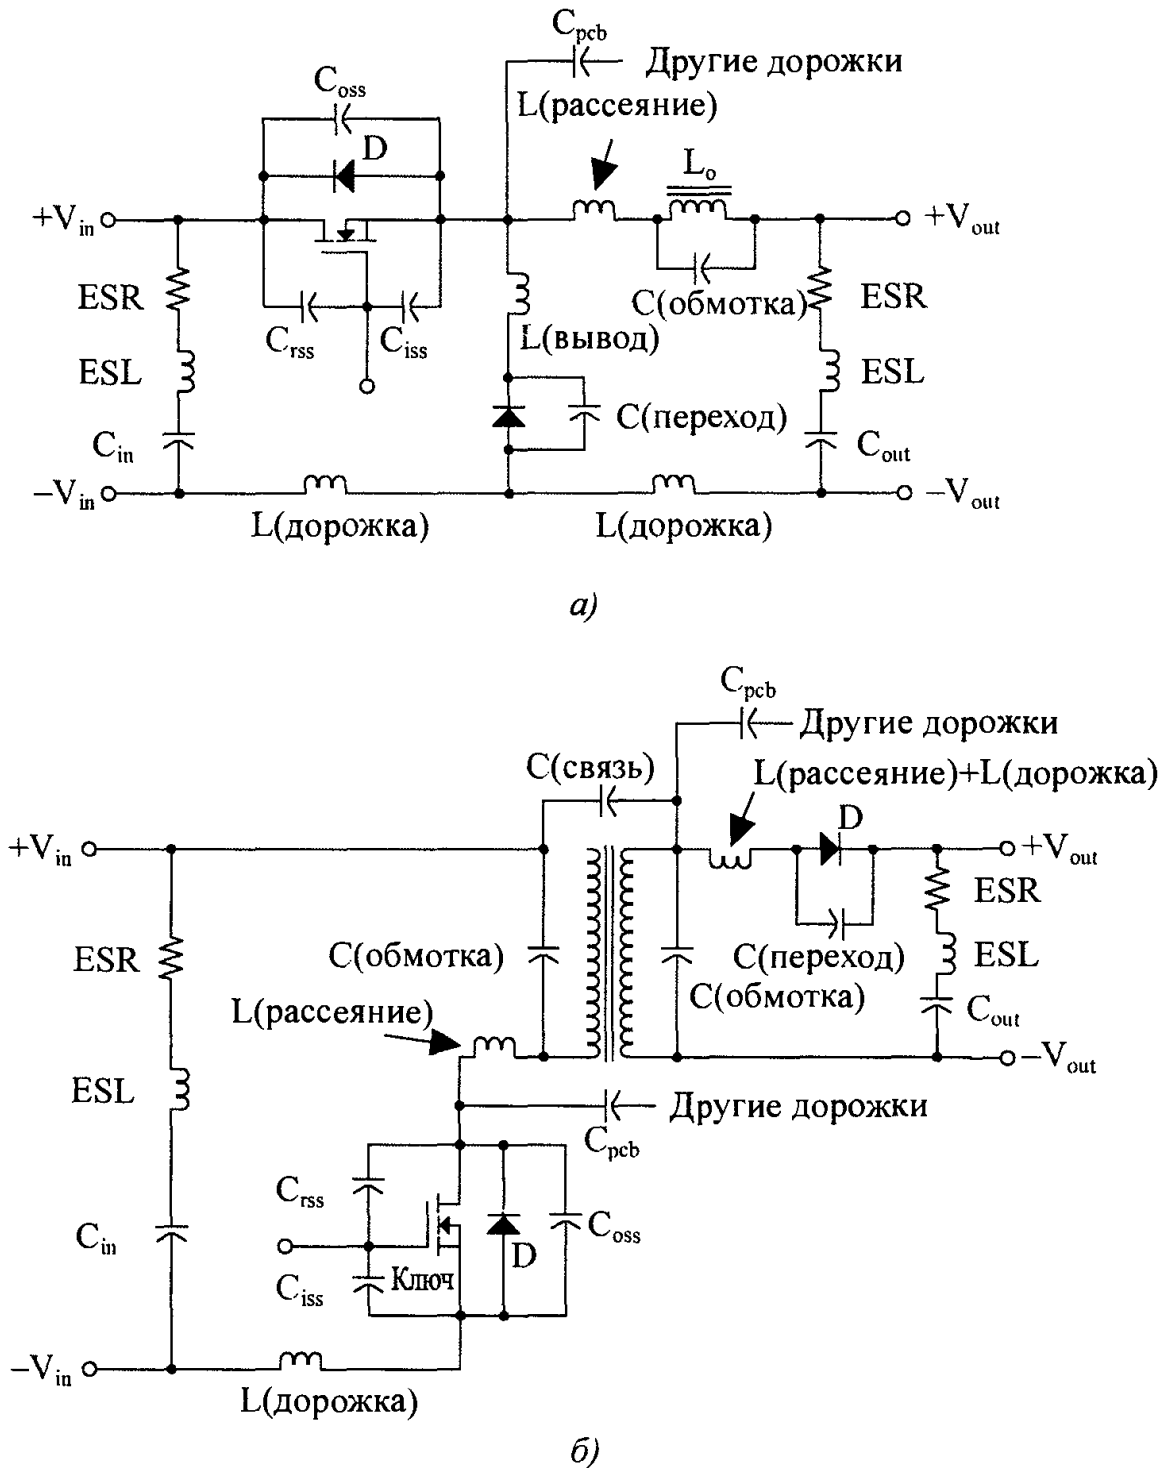 C_pcb
Другие дорожки
C_oss
L(рассеяние)
D
L_o
+V_in
+V_out
ESR
ESR
C(обмотка)
C_rss
C_iss
L(вывод)
ESL
ESL
C(переход)
C_in
C_out
−V_in
−V_out
L(дорожка)
L(дорожка)
а)
C_pcb
Другие дорожки
C(связь)
L(рассеяние)+L(дорожка)
D
+V_in
+V_out
ESR
ESR
C(обмотка)
C(переход)
ESL
C(обмотка)
L(рассеяние)
C_out
−V_out
ESL
Другие дорожки
C_pcb
C_rss
C_in
C_oss
D
Ключ
C_iss
−V_in
L(дорожка)
б)